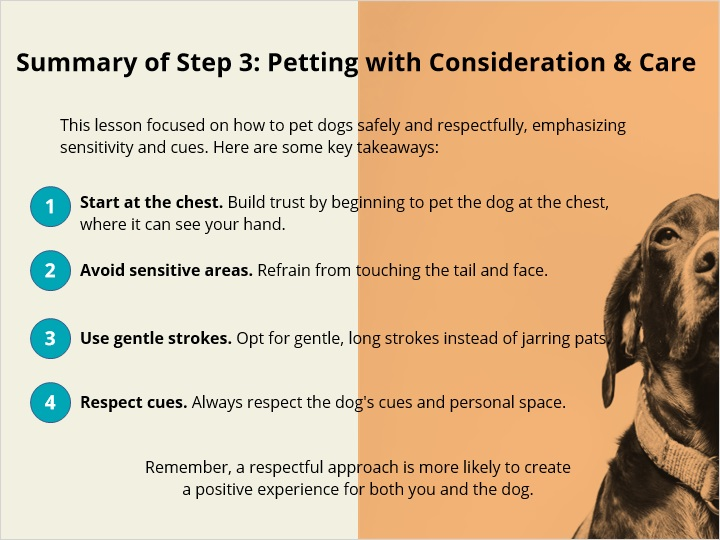 Summary of Step 3: Petting with Consideration & Care
This lesson focused on how to pet dogs safely and respectfully, emphasizing
sensitivity and cues. Here are some key takeaways:
1 Start at the chest. Build trust by beginning to pet the dog at the chest,
where it can see your hand.
2 Avoid sensitive areas. Refrain from touching the tail and face.
3 Use gentle strokes. Opt for gentle, long strokes instead of jarring pats.
4 Respect cues. Always respect the dog's cues and personal space.
Remember, a respectful approach is more likely to create
a positive experience for both you and the dog.